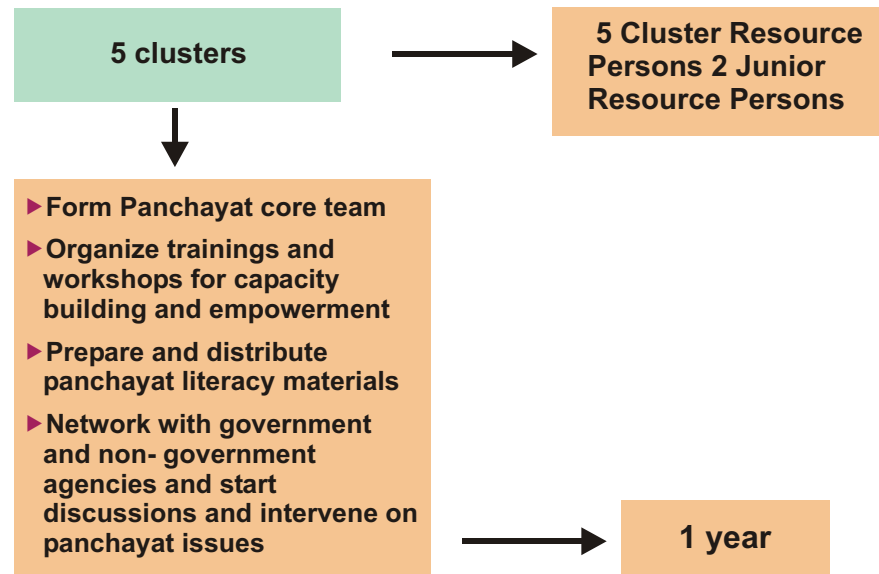 5 clusters
5 Cluster Resource
Persons 2 Junior
Resource Persons
Form Panchayat core team
Organize trainings and
workshops for capacity
building and empowerment
Prepare and distribute
panchayat literacy materials
Network with government
and non- government
agencies and start
discussions and intervene on
panchayat issues
1 year